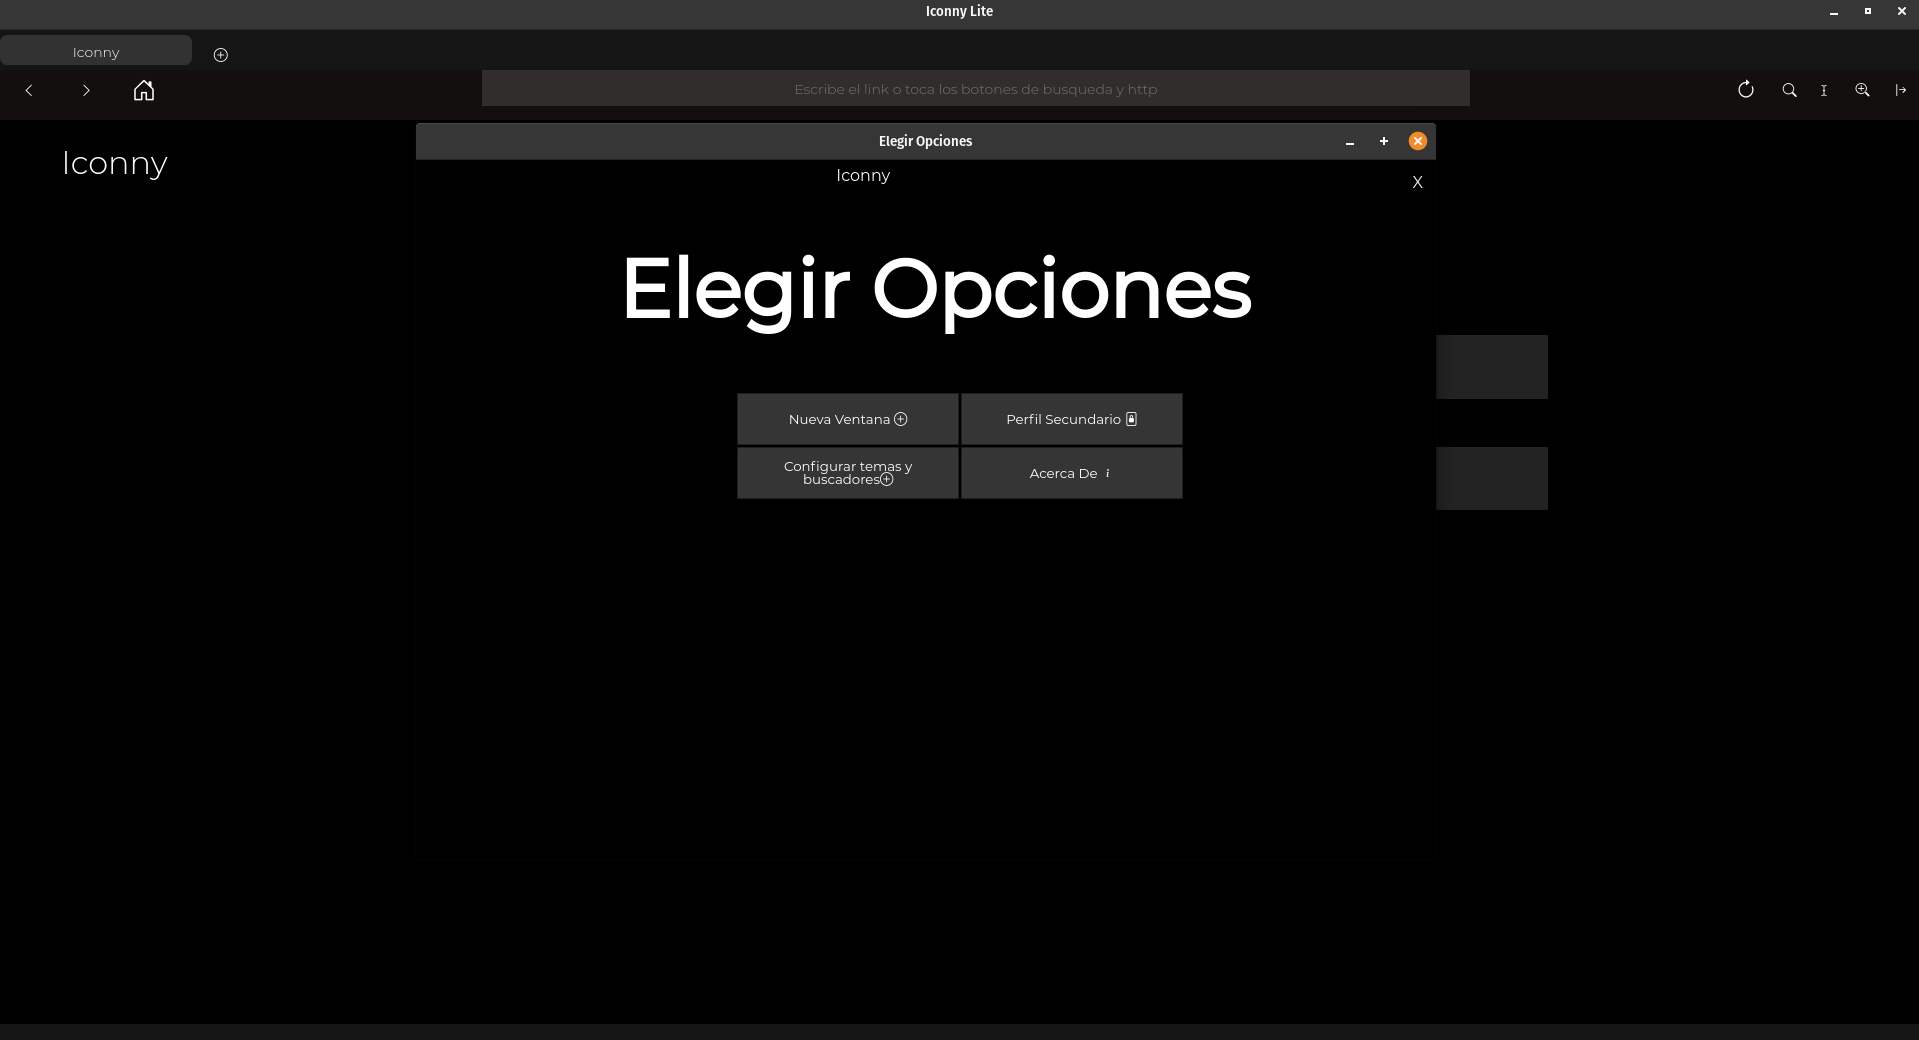 Iconny Lite
Iconny
Escribe el link o toca los botones de busqueda y http
Elegir Opciones
Iconny
Iconny
X
Elegir Opciones
Nueva Ventana
Perfil Secundario
Configurar temas y
buscadores
Acerca De i